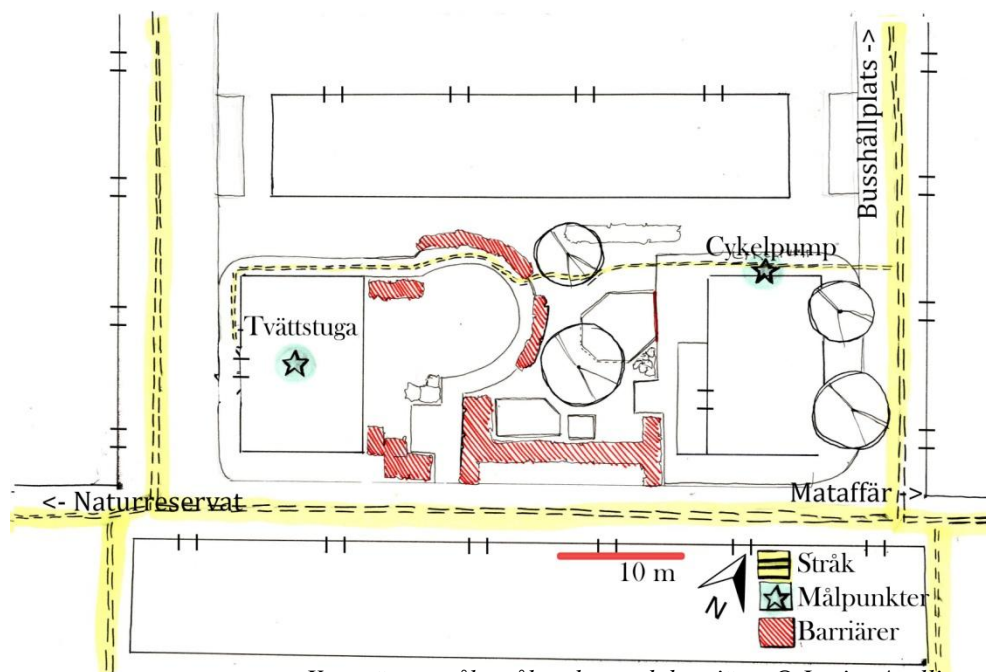 Busshållplats ->
Cykelpump
Tvättstuga
<- Naturreservat
Mataffär ->
10 m
N
Stråk
Målpunkter
Barriärer